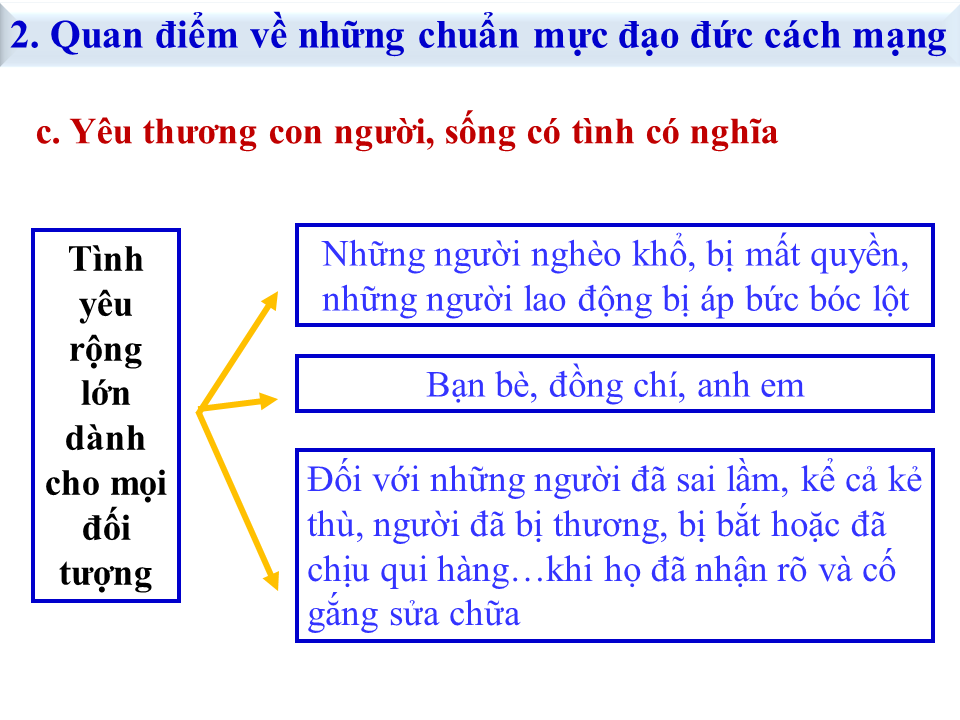 2. Quan điểm về những chuẩn mực đạo đức cách mạng
c. Yêu thương con người, sống có tình có nghĩa
Tình
yêu
rộng
lớn
dành
cho mọi
đối
tượng
Những người nghèo khổ, bị mất quyền,
những người lao động bị áp bức bóc lột
Bạn bè, đồng chí, anh em
Đối với những người đã sai lầm, kể cả kẻ
thù, người đã bị thương, bị bắt hoặc đã
chịu qui hàng…khi họ đã nhận rõ và cố
gắng sửa chữa